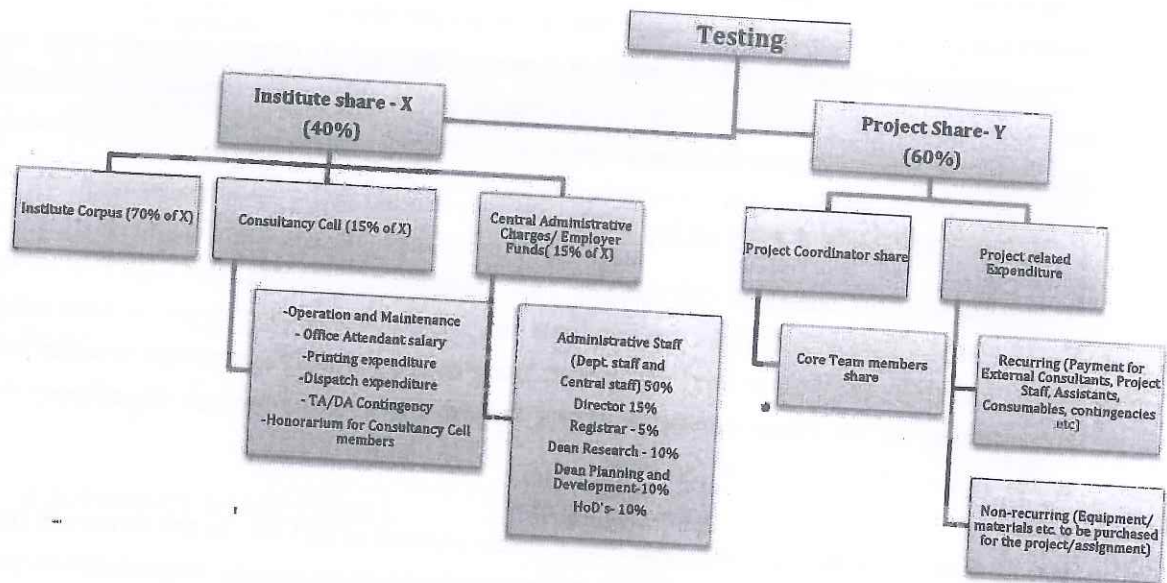 Testing
Institute share - X
(40%)
Project Share- Y
(60%)
Institute Corpus (70% of X)
Consultancy Cell (15% of X)
Central Administrative
Charges/ Employer
Funds( 15% of X)
Project Coordinator share
Project related
Expenditure
-Operation and Maintenance
- Office Attendant salary
-Printing expenditure
-Dispatch expenditure
- TA/DA Contingency
-Honorarium for Consultancy Cell
members
Administrative Staff
(Dept. staff and
Central staff) 50%
Director 15%
Registrar - 5%
Dean Research - 10%
Dean Planning and
Development-10%
HoD's- 10%
Core Team members
share
Recurring (Payment for
External Consultants, Project
Staff, Assistants,
Consumables, contingencies
etc)
Non-recurring (Equipment/
materials etc. to be purchased
for the project/assignment)